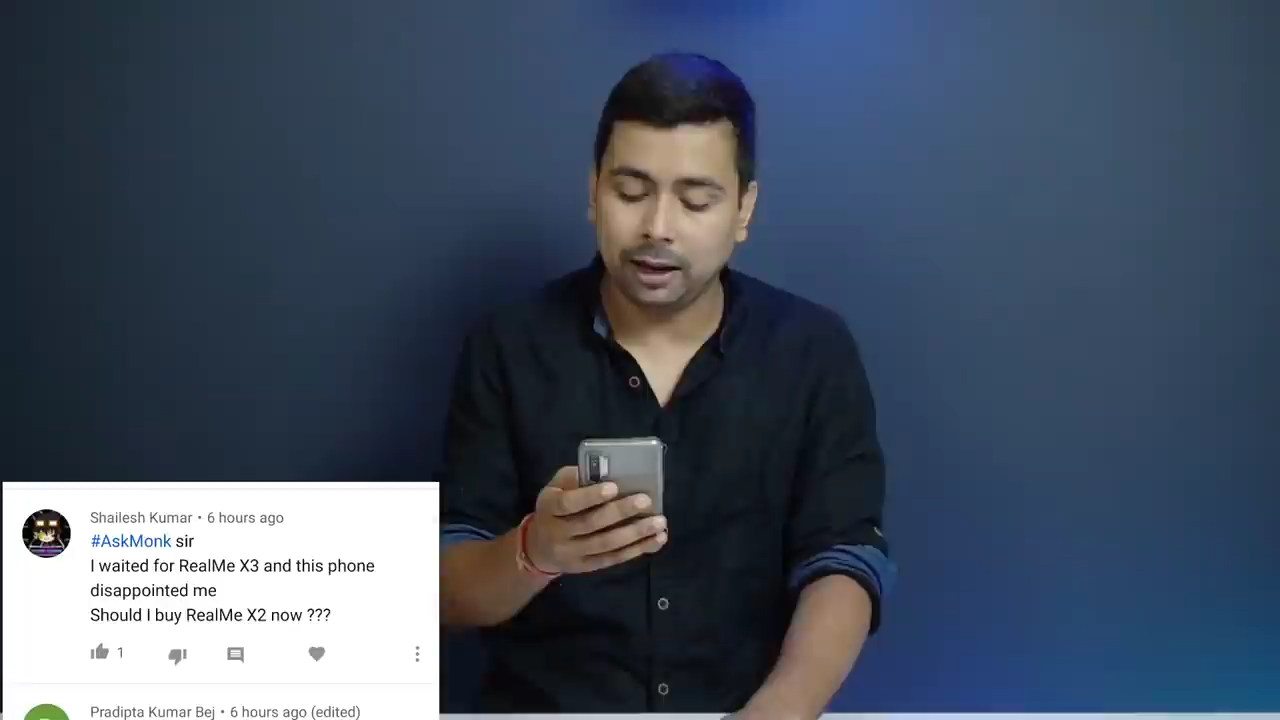 Shailesh Kumar • 6 hours ago
#AskMonk sir
I waited for RealMe X3 and this phone
disappointed me
Should I buy RealMe X2 now ???
1
Pradipta Kumar Bej • 6 hours ago (edited)